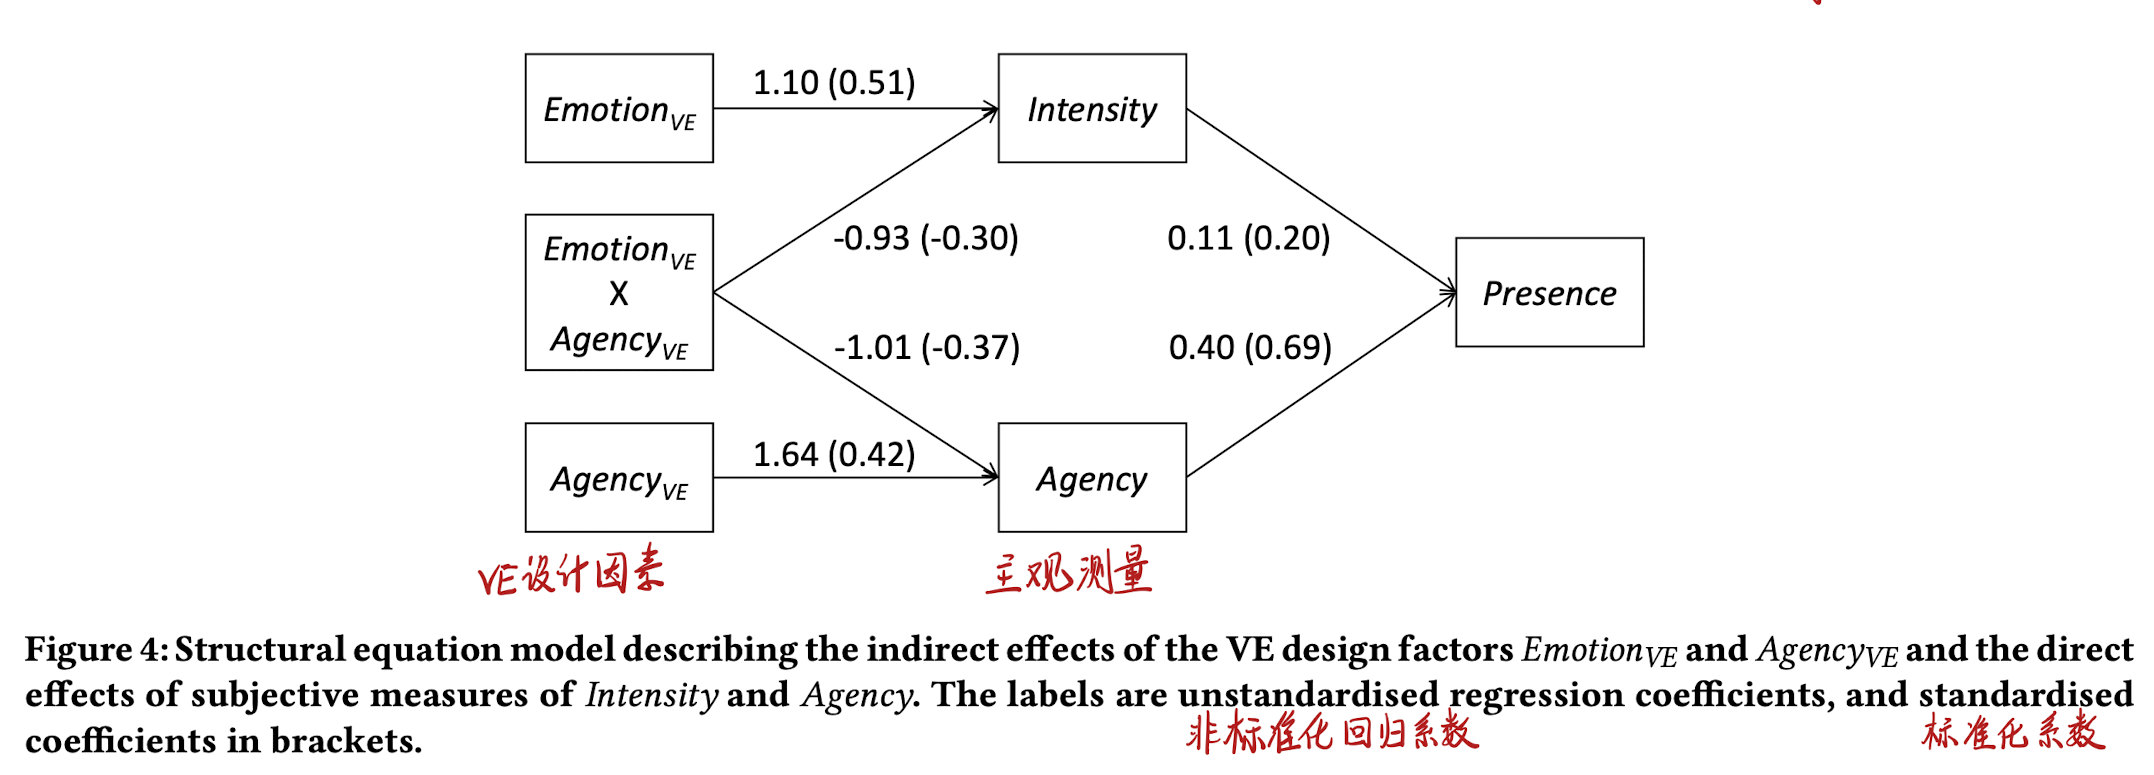 1.10 (0.51)
Emotion_VE
Intensity
Emotion_VE
X
Agency_VE
-0.93 (-0.30)
0.11 (0.20)
Presence
-1.01 (-0.37)
0.40 (0.69)
1.64 (0.42)
Agency_VE
Agency
VE设计因素
主观测量
Figure 4: Structural equation model describing the indirect effects of the VE design factors Emotion_VE and Agency_VE and the direct
effects of subjective measures of Intensity and Agency. The labels are unstandardised regression coefficients, and standardised
coefficients in brackets.
非标准化回归系数
标准化系数